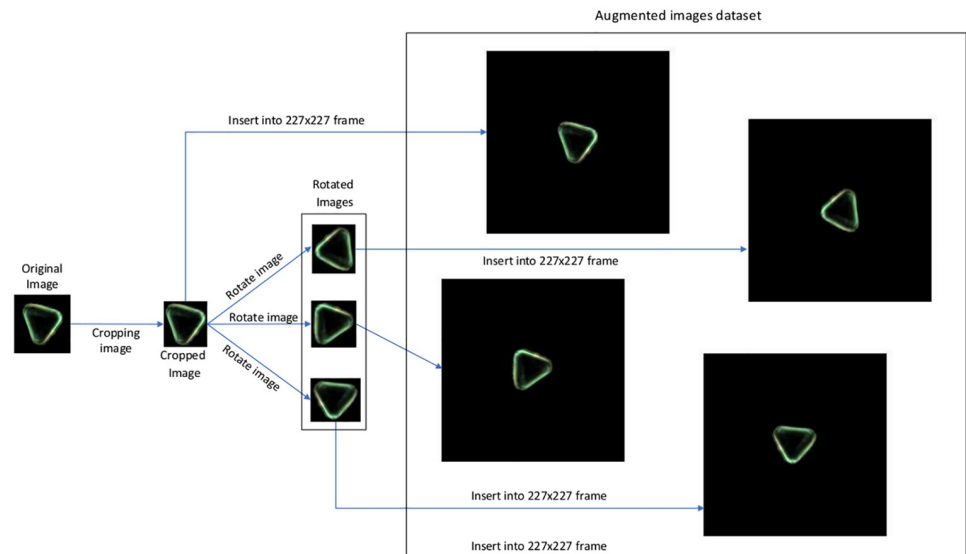 Augmented images dataset
Insert into 227x227 frame
Rotated
Images
Insert into 227x227 frame
Original
Image
Rotate image
Cropping
image
Cropped
Image
Rotate image
Rotate image
Insert into 227x227 frame
Insert into 227x227 frame